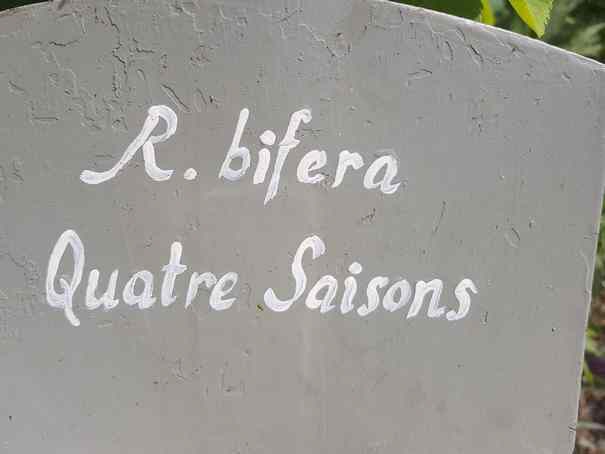 R. bifera
Quatre Saisons